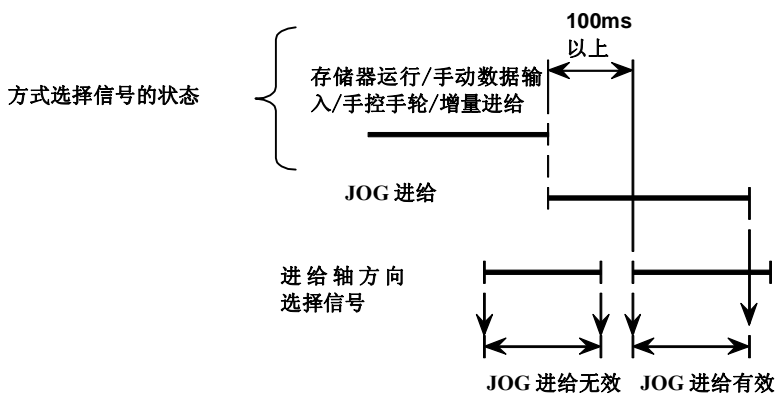 100ms
以上
方式选择信号的状态
存储器运行/手动数据输
入/手控手轮/增量进给
JOG 进给
进给轴方向
选择信号
JOG 进给无效
JOG 进给有效